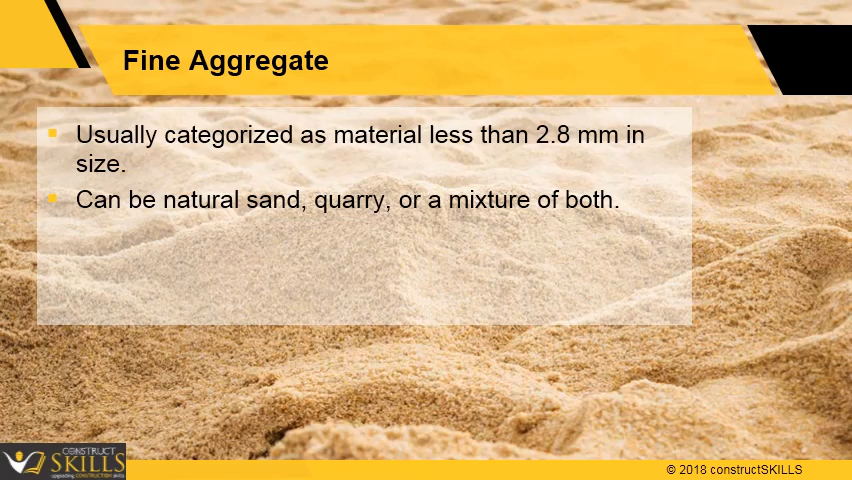 Fine Aggregate
Usually categorized as material less than 2.8 mm in
size.
Can be natural sand, quarry, or a mixture of both.
CONSTRUCT
SKILLS
upgrading CONSTRUCTION skills
© 2018 constructSKILLS